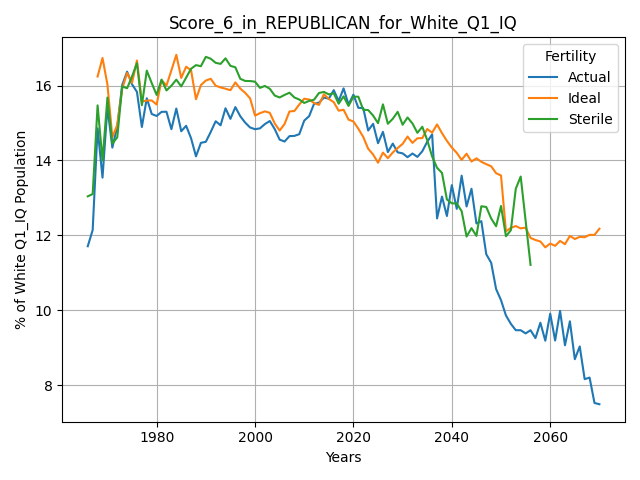 Score_6_in_REPUBLICAN_for_White_Q1_IQ
% of White Q1_IQ Population
16
14
12
10
8
1980
2000
2020
2040
2060
Years
Fertility
Actual
Ideal
Sterile